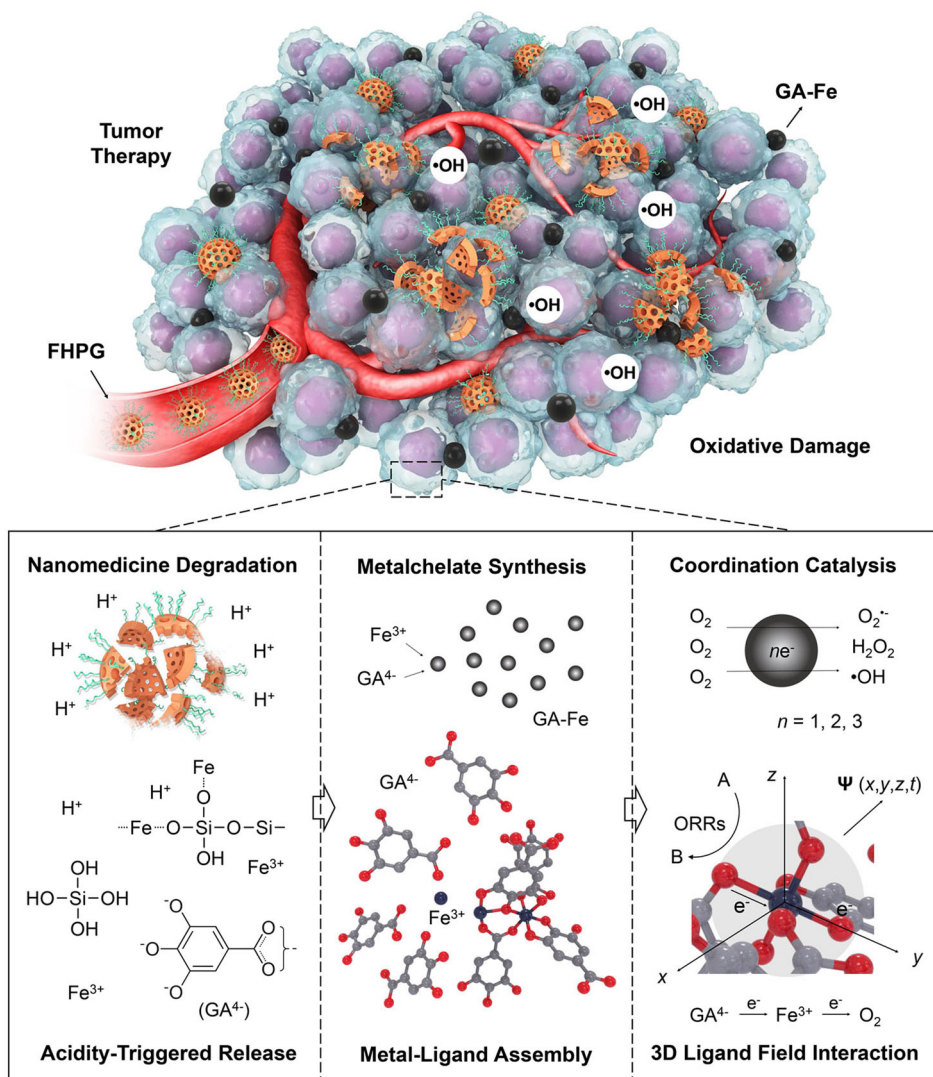 Tumor
Therapy
GA-Fe
•OH
•OH
•OH
•OH
•OH
FHPG
Oxidative Damage
Nanomedicine Degradation
H⁺
H⁺
H⁺
H⁺
H⁺
H⁺
Fe
O
H⁺
H⁺
Fe
O
Si
O
Si
OH
Fe³⁺
OH
HO
Si
OH
OH
⁻O
⁻O
⁻O
O
O
-
Fe³⁺
(GA⁴⁻)
Acidity-Triggered Release
Metalchelate Synthesis
Fe³⁺
GA⁴⁻
GA-Fe
GA⁴⁻
Fe³⁺
Metal-Ligand Assembly
Coordination Catalysis
O₂ O₂•⁻
O₂ ne⁻ H₂O₂
O₂ •OH
n = 1, 2, 3
A
z
Ψ (x,y,z,t)
ORRs
B
e⁻
e⁻
x
y
GA⁴⁻ e⁻ → Fe³⁺ e⁻ → O₂
3D Ligand Field Interaction